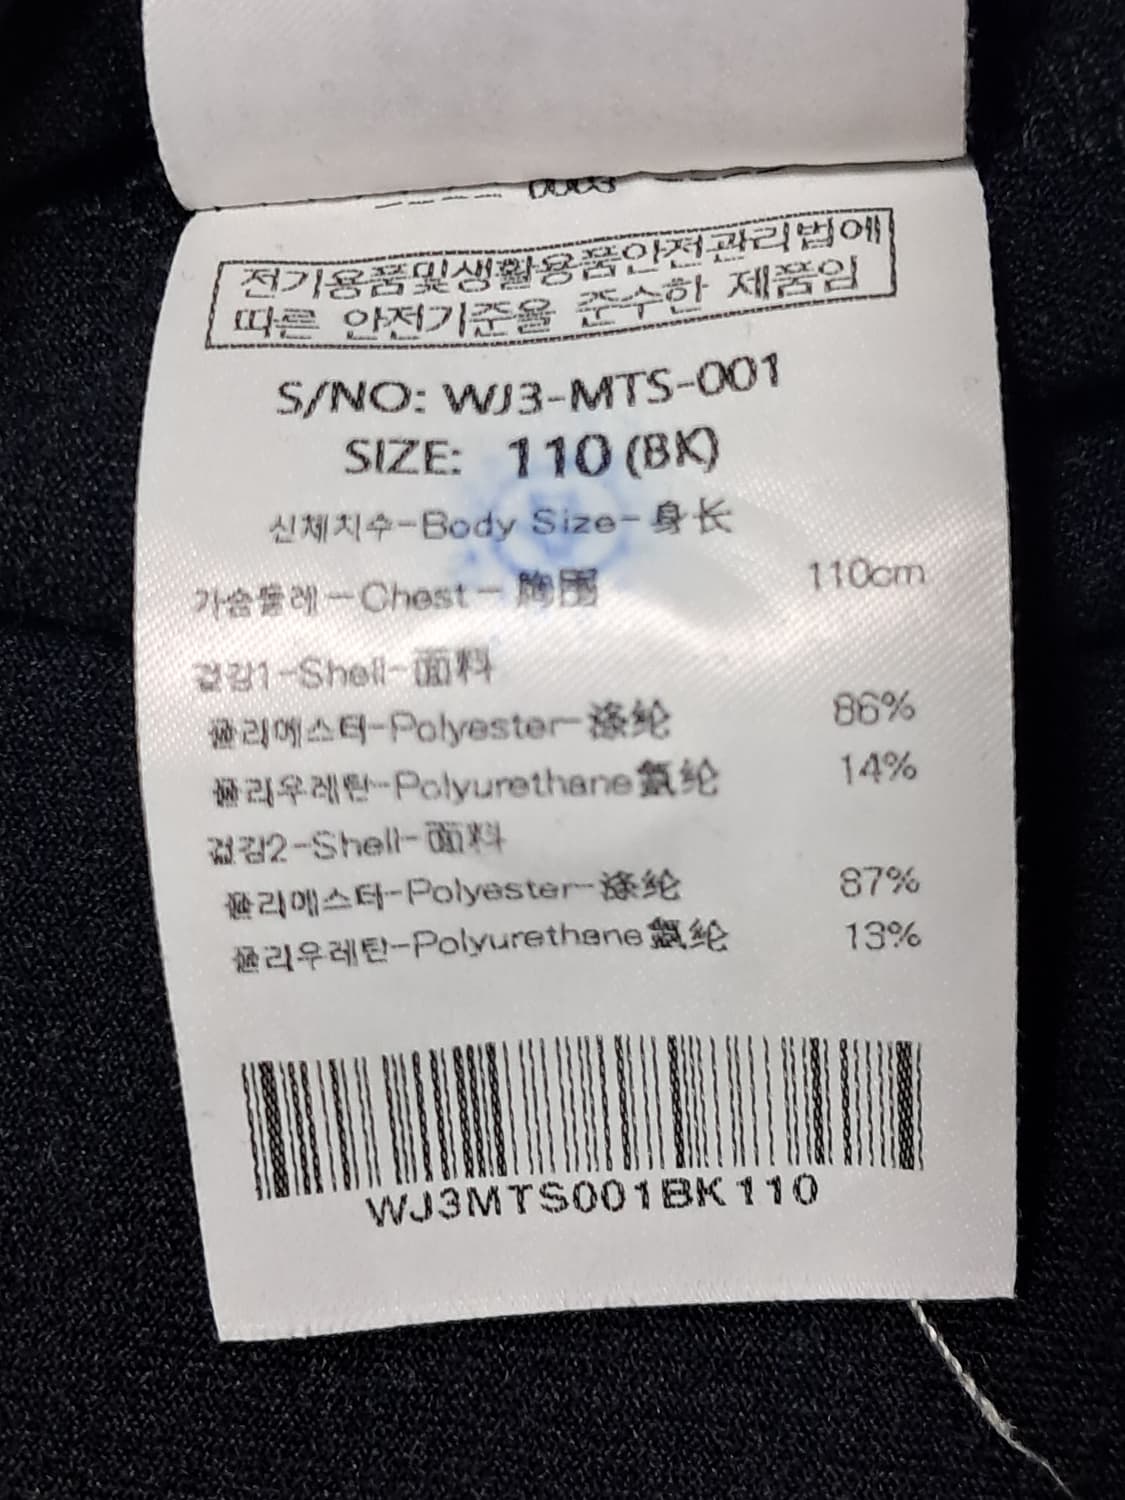 0003
전기용품및생활용품안전관리법에
따른 안전기준을 준수한 제품임
S/NO: WJ3-MTS-001
SIZE: 110 (BK)
신체치수-Body Size-身长
가슴둘레-Chest-胸围 110cm
겉감1-Shell-面料
폴리에스터-Polyester-涤纶 86%
폴리우레탄-Polyurethane氨纶 14%
겉감2-Shell-面料
폴리에스터-Polyester-涤纶 87%
폴리우레탄-Polyurethane氨纶 13%
WJ3MTS001BK110